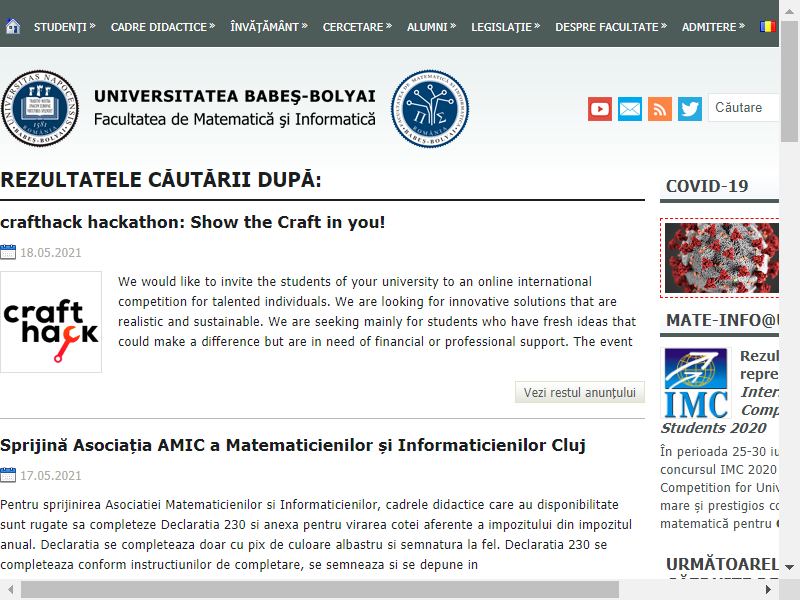 STUDENȚI » CADRE DIDACTICE » ÎNVĂȚĂMÂNT » CERCETARE » ALUMNI » LEGISLAȚIE » DESPRE FACULTATE » ADMITERE »
UNIVERSITATEA BABEŞ-BOLYAI
Facultatea de Matematică şi Informatică
Căutare
REZULTATELE CĂUTĂRII DUPĂ:
crafthack hackathon: Show the Craft in you!
18.05.2021
craft
hack
We would like to invite the students of your university to an online international
competition for talented individuals. We are looking for innovative solutions that are
realistic and sustainable. We are seeking mainly for students who have fresh ideas that
could make a difference but are in need of financial or professional support. The event
Vezi restul anunțului
Sprijină Asociația AMIC a Matematicienilor și Informaticienilor Cluj
17.05.2021
Pentru sprijinirea Asociatiei Matematicienilor si Informaticienilor, cadrele didactice care au disponibilitate
sunt rugate sa completeze Declaratia 230 si anexa pentru virarea cotei aferente a impozitului din impozitul
anual. Declaratia se completeaza doar cu pix de culoare albastru si semnatura la fel. Declaratia 230 se
completeaza conform instructiunilor de completare, se semneaza si se depune in
COVID-19
MATE-INFO@U
IMC
Rezul
repre
Inter
Comp
Students 2020
În perioada 25-30 iu
concursul IMC 2020
Competition for Univ
mare și prestigios co
matematică pentru
URMĂTOAREL